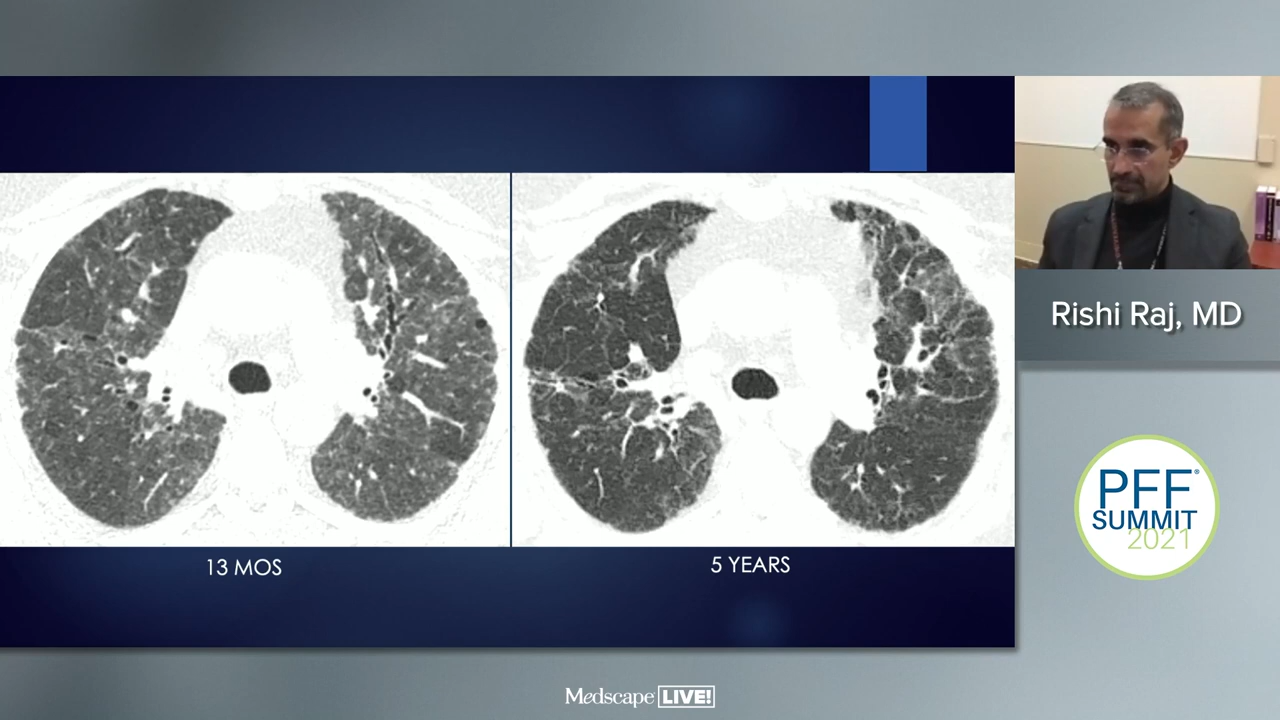 13 MOS
5 YEARS
Rishi Raj, MD
PFF®
SUMMIT
2021
Medscape LIVE!